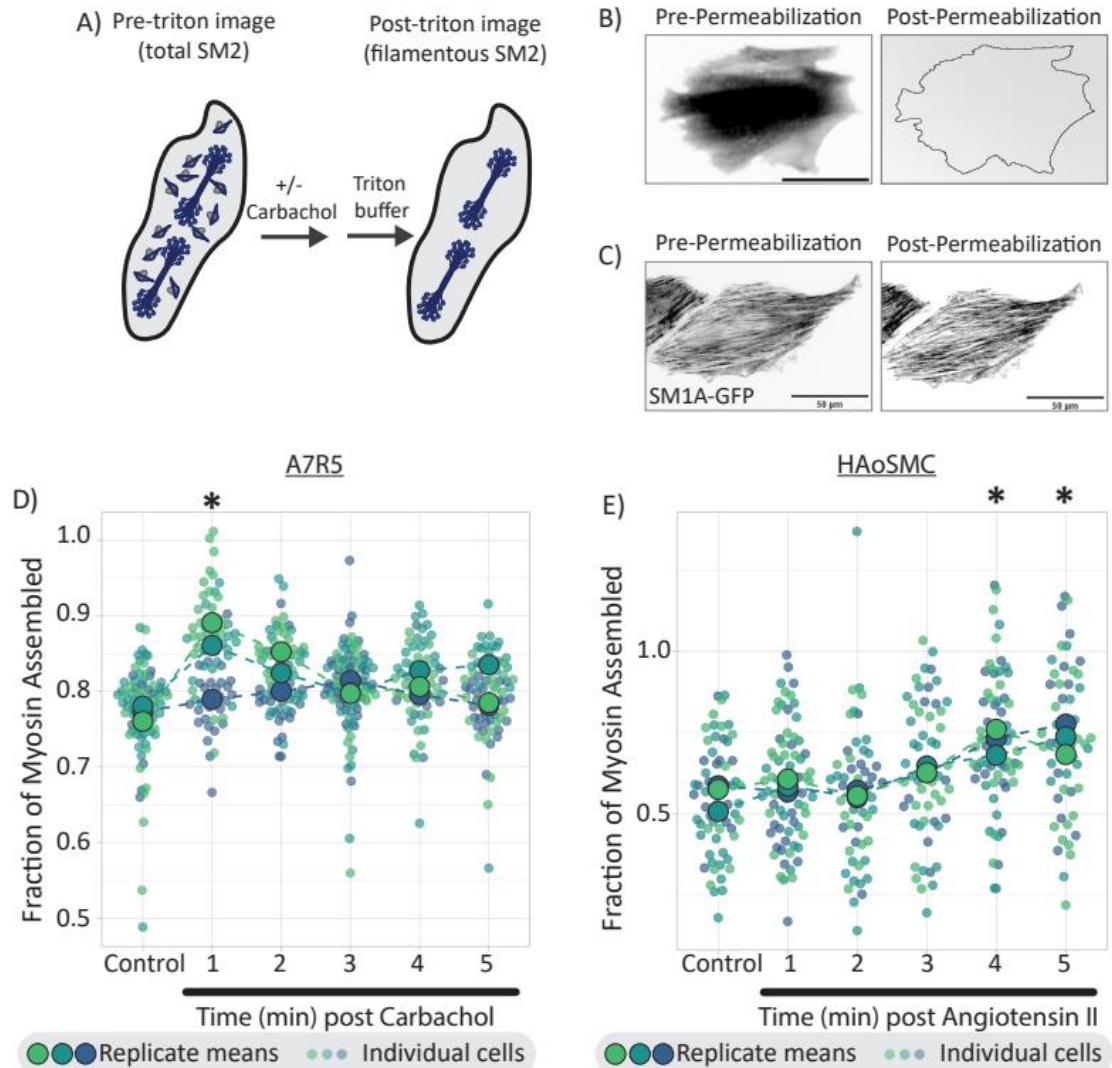 A) Pre-triton image
(total SM2)
Post-triton image
(filamentous SM2)
+/-
Carbachol
Triton
buffer
B) Pre-Permeabilization
Post-Permeabilization
Pre-Permeabilization
Post-Permeabilization
C)
SM1A-GFP
50 µm
50 µm
A7R5
D)
*
Fraction of Myosin Assembled
1.0
0.9
0.8
0.7
0.6
0.5
Control
1
2
3
4
5
Time (min) post Carbachol
Replicate means
Individual cells
HAoSMC
E)
*
*
Fraction of Myosin Assembled
1.0
0.5
Control
1
2
3
4
5
Time (min) post Angiotensin II
Replicate means
Individual cells